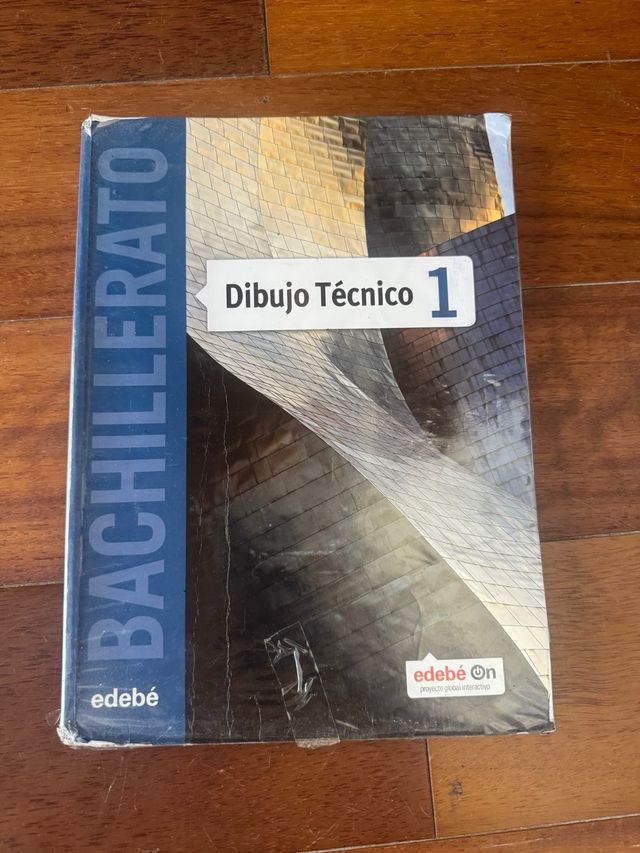 BACHILLERATO
Dibujo Técnico 1
edebé On
proyecto global interactivo
edebé